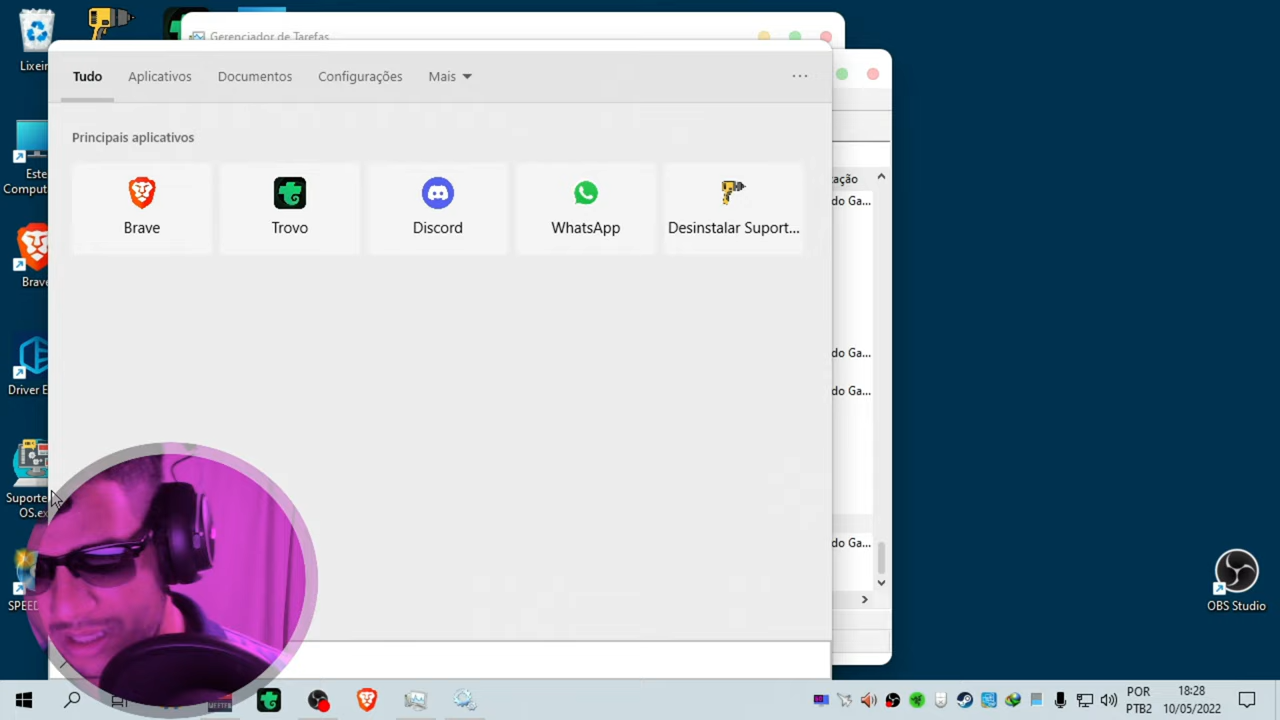 Gerenciador de Tarefas
Lixeir
Tudo
Aplicativos
Documentos
Configurações
Mais
Principais aplicativos
Brave
Trovo
Discord
WhatsApp
Desinstalar Suport...
Este
Comput
Brave
Driver E
Suporte
OS.ex
SPEED
ação
do Ga...
do Ga...
do Ga...
do Ga...
OBS Studio
POR
PTB2
18:28
10/05/2022